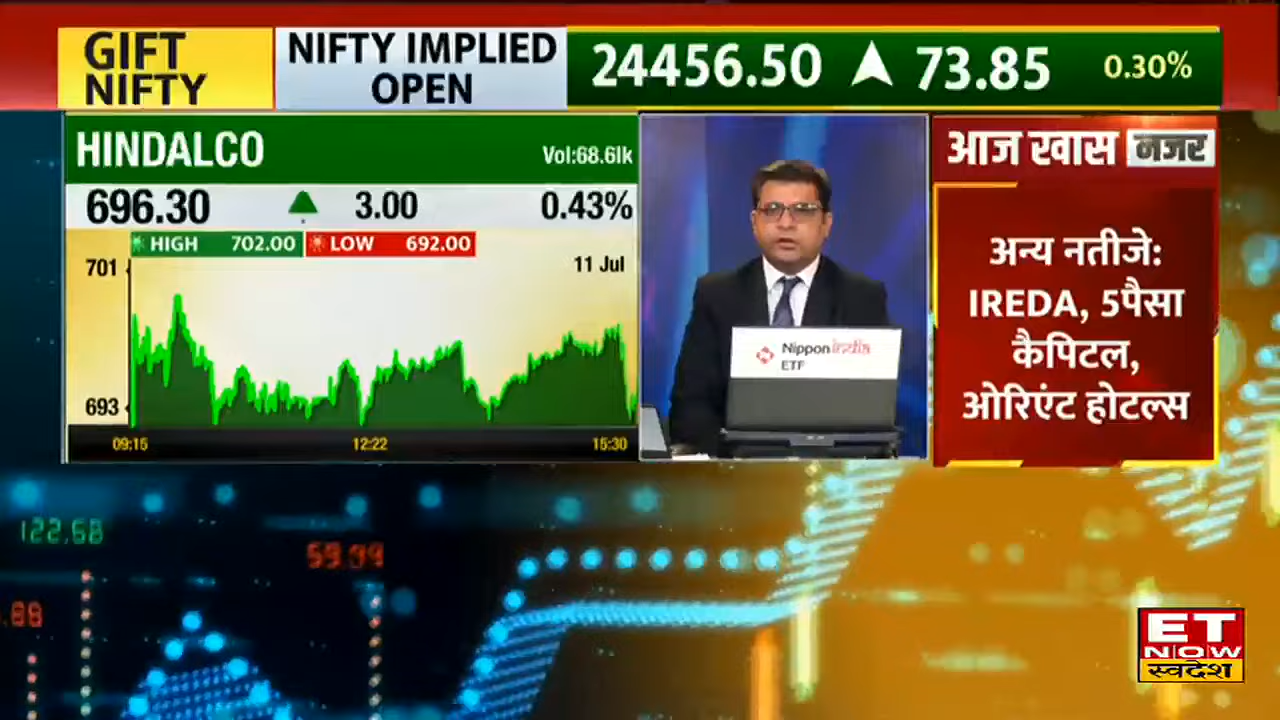 GIFT
NIFTY
NIFTY IMPLIED
OPEN
24456.50 73.85 0.30%
HINDALCO
Vol:68.6lk
696.30 3.00 0.43%
HIGH 702.00 LOW 692.00
11 Jul
701
693
09:15 12:22 15:30
Nippon india
ETF
आज खास नजर
अन्य नतीजे:
IREDA, 5पैसा
कैपिटल,
ओरिएंट होटल्स
122.68
59.99
.88
ET
NOW
स्वदेश